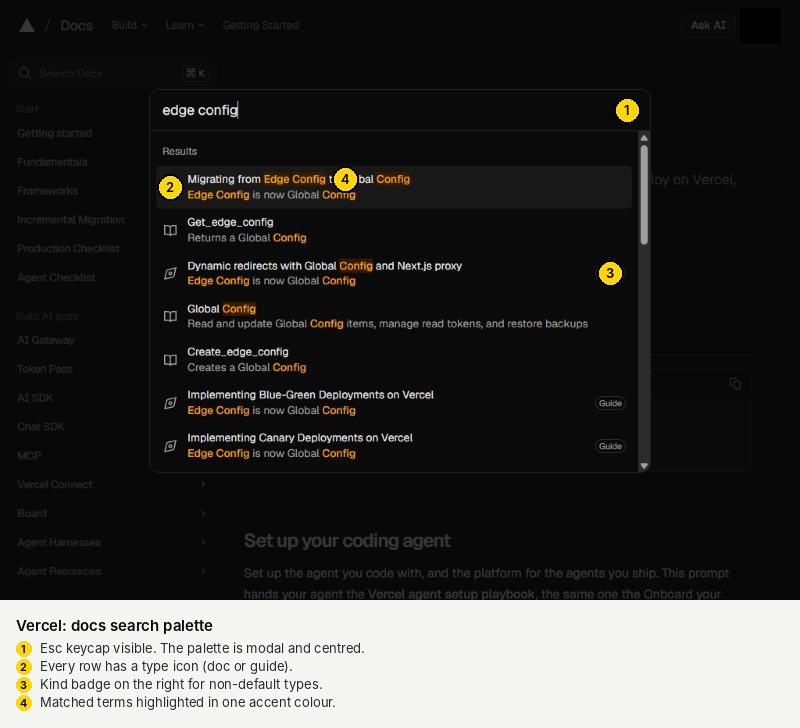 / Docs Build Learn Getting Started Ask AI
Search Docs ⌘ K
edge config 1
Start
Getting started
Fundamentals
Frameworks
Incremental Migration
Production Checklist
Agent Checklist
Build AI apps
AI Gateway
Token Pass
AI SDK
Chat SDK
MCP
Vercel Connect
Board
Agent Harnesses
Agent Resources
Results
2 Migrating from Edge Config t 4 bal Config
Edge Config is now Global Config
Get_edge_config
Returns a Global Config
Dynamic redirects with Global Config and Next.js proxy
Edge Config is now Global Config 3
Global Config
Read and update Global Config items, manage read tokens, and restore backups
Create_edge_config
Creates a Global Config
Implementing Blue-Green Deployments on Vercel
Edge Config is now Global Config Guide
Implementing Canary Deployments on Vercel
Edge Config is now Global Config Guide
loy on Vercel,
Set up your coding agent
Set up the agent you code with, and the platform for the agents you ship. This prompt
hands your agent the Vercel agent setup playbook, the same one the Onboard your
Vercel: docs search palette
1 Esc keycap visible. The palette is modal and centred.
2 Every row has a type icon (doc or guide).
3 Kind badge on the right for non-default types.
4 Matched terms highlighted in one accent colour.